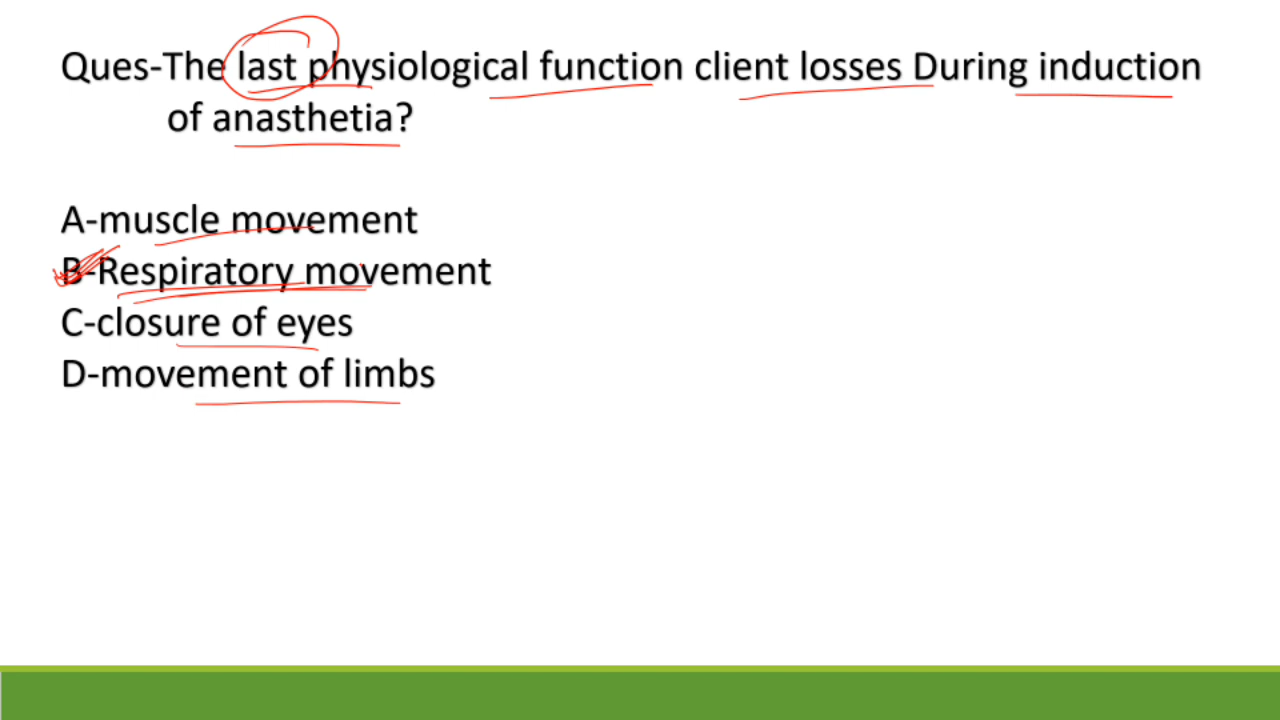 Ques-The last physiological function client losses During induction
of anasthetia?
A-muscle movement
B-Respiratory movement
C-closure of eyes
D-movement of limbs